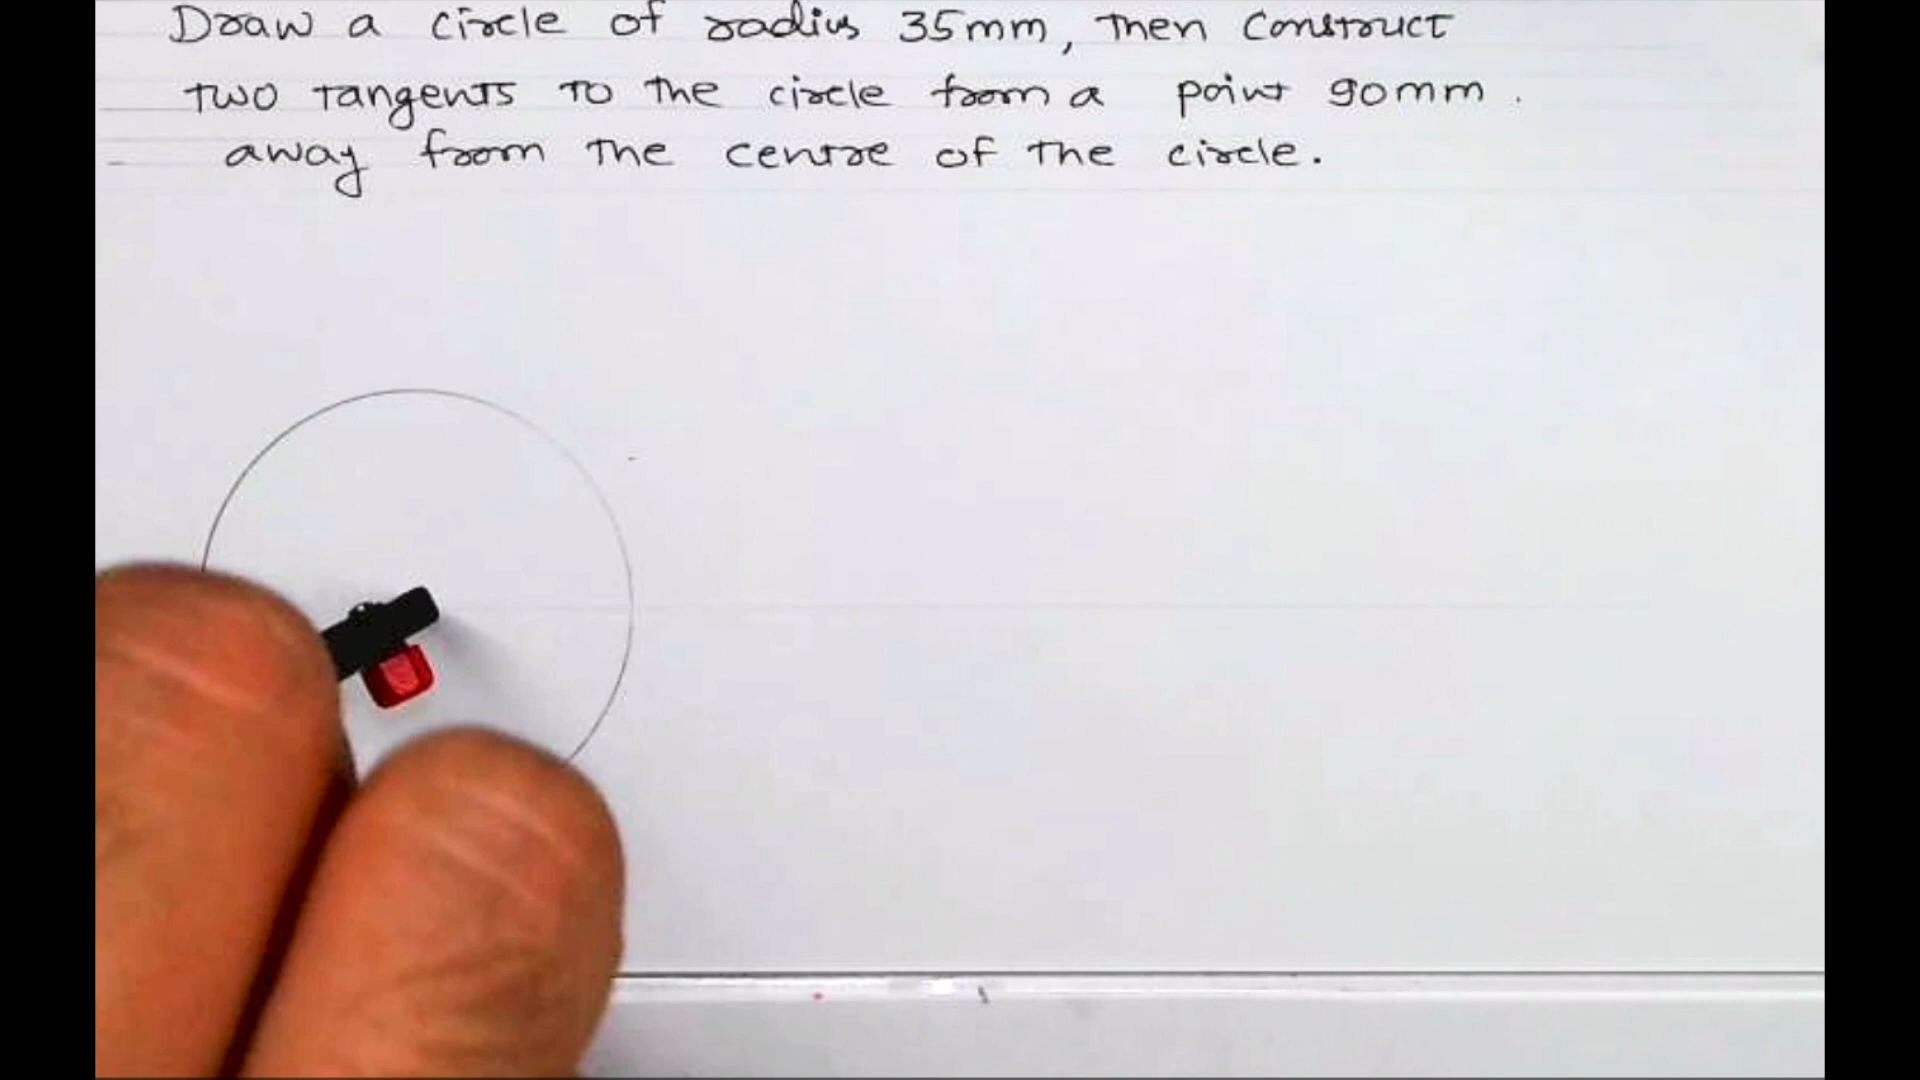 Draw a circle of radius 35mm, Then Construct
two tangents to the circle from a point 90mm.
away from the centre of the circle.